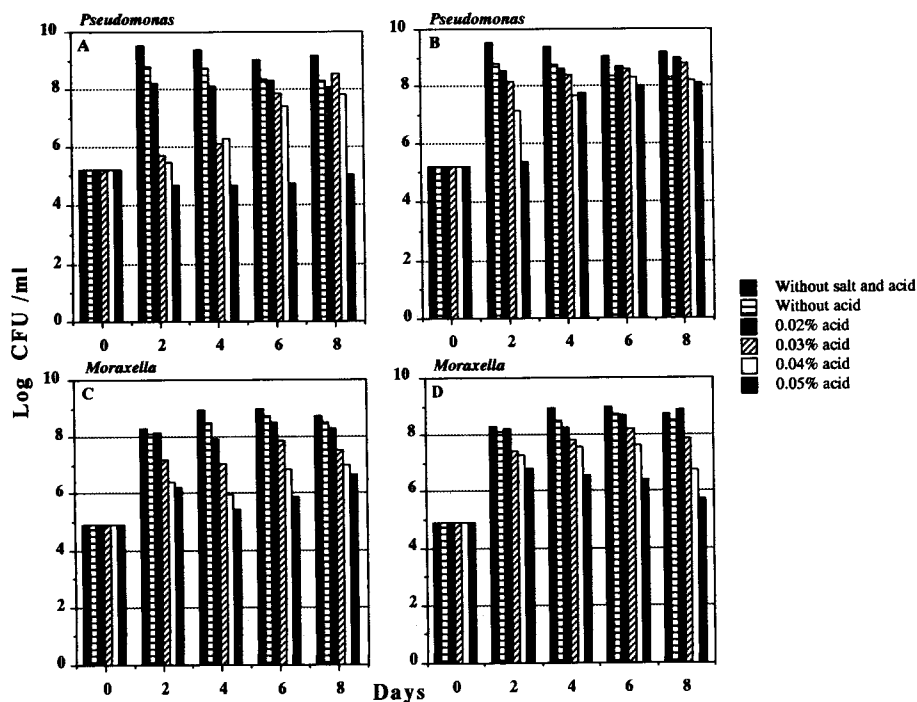 Pseudomonas
A
10
8
6
4
2
0
0 2 4 6 8
Pseudomonas
B
10
8
6
4
2
0
0 2 4 6 8
Log CFU /ml
Without salt and acid
Without acid
0.02% acid
0.03% acid
0.04% acid
0.05% acid
Moraxella
C
10
8
6
4
2
0
0 2 4 6 8
Moraxella
D
10
8
6
4
2
0
0 2 4 6 8
Days